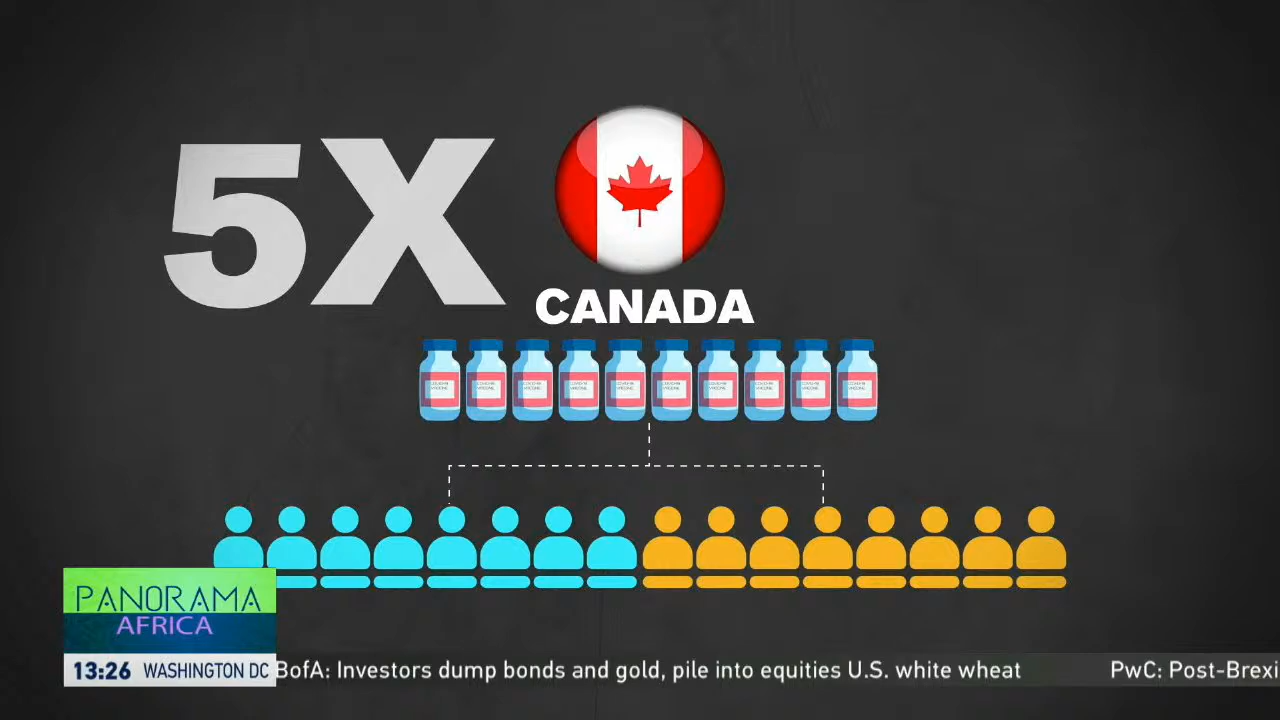 5X
CANADA
PANORAMA
AFRICA
13:26 WASHINGTON DC BofA: Investors dump bonds and gold, pile into equities U.S. white wheat PwC: Post-Brexi